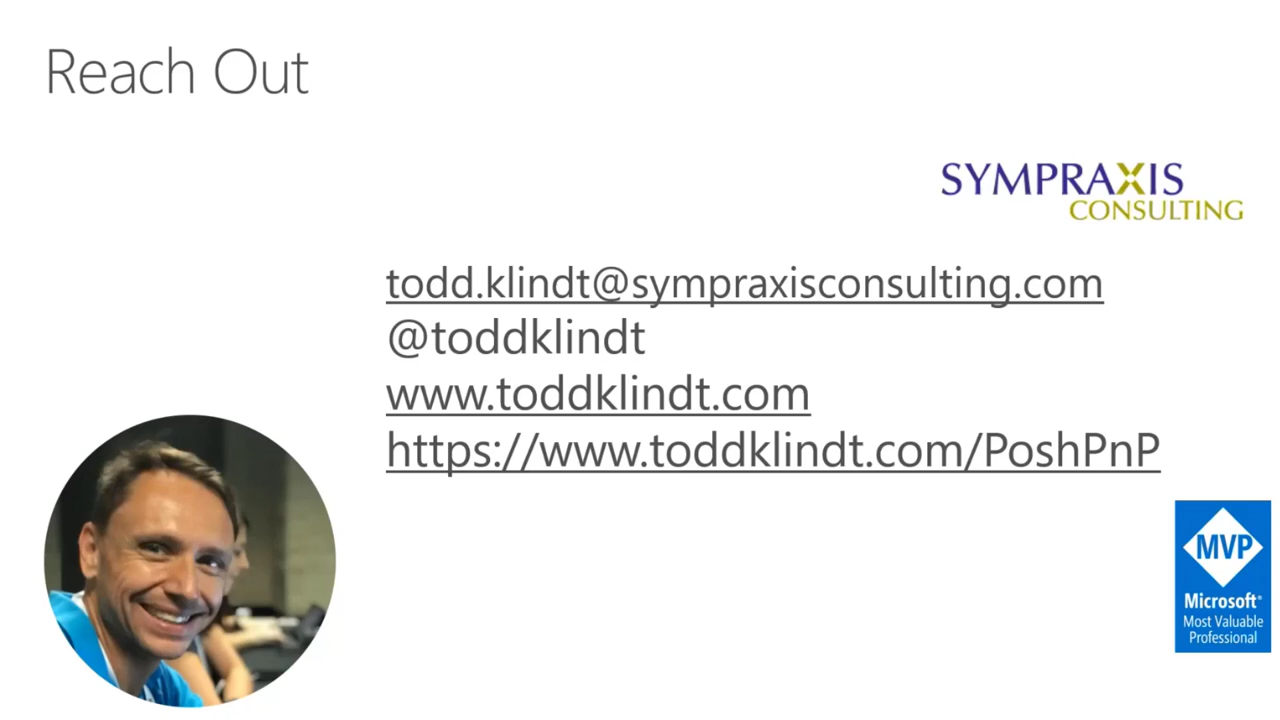 Reach Out
SYMPRAXIS
CONSULTING
todd.klindt@sympraxisconsulting.com
@toddklindt
www.toddklindt.com
https://www.toddklindt.com/PoshPnP
MVP
Microsoft®
Most Valuable
Professional